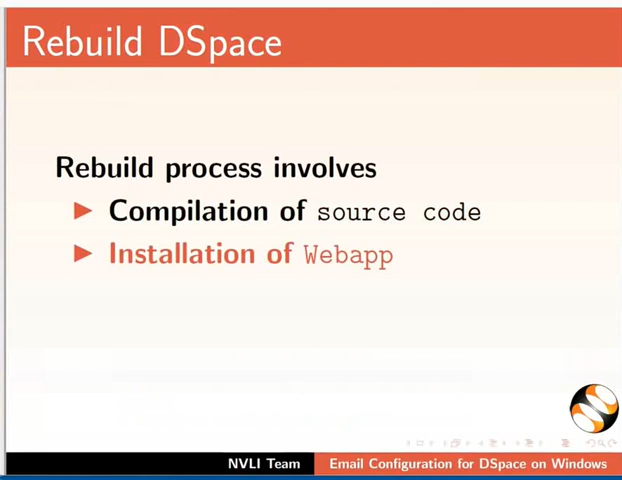 Rebuild DSpace
Rebuild process involves
Compilation of source code
Installation of Webapp
NVLI Team Email Configuration for DSpace on Windows